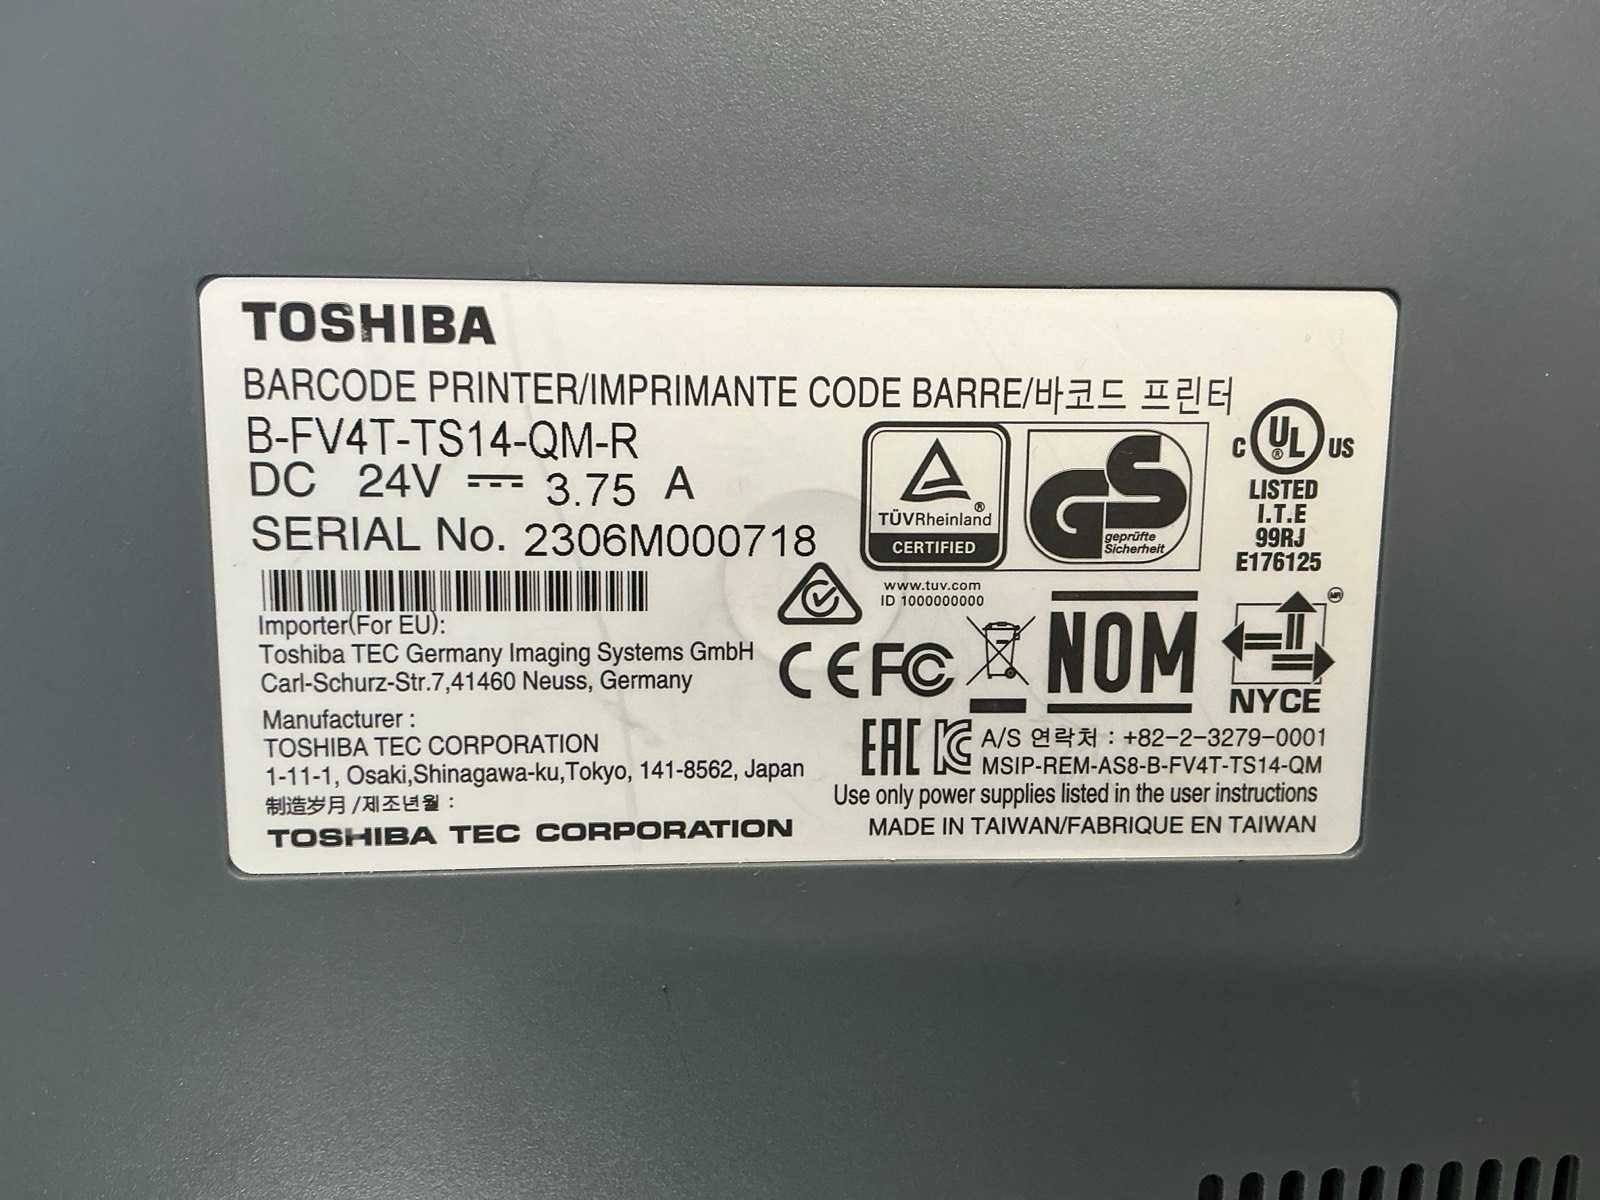 TOSHIBA
BARCODE PRINTER/IMPRIMANTE CODE BARRE/바코드 프린터
B-FV4T-TS14-QM-R
DC 24V ⎓ 3.75 A
SERIAL No. 2306M000718
Importer(For EU):
Toshiba TEC Germany Imaging Systems GmbH
Carl-Schurz-Str.7,41460 Neuss, Germany
Manufacturer :
TOSHIBA TEC CORPORATION
1-11-1, Osaki,Shinagawa-ku,Tokyo, 141-8562, Japan
制造岁月 /제조년월 :
TOSHIBA TEC CORPORATION
TÜVRheinland®
CERTIFIED
www.tuv.com
ID 1000000000
GS
geprüfte
Sicherheit
C UL® US
LISTED
I.T.E
99RJ
E176125
CE FC
NOM
NYCE
MR
EAC KC
A/S 연락처 : +82-2-3279-0001
MSIP-REM-AS8-B-FV4T-TS14-QM
Use only power supplies listed in the user instructions
MADE IN TAIWAN/FABRIQUE EN TAIWAN